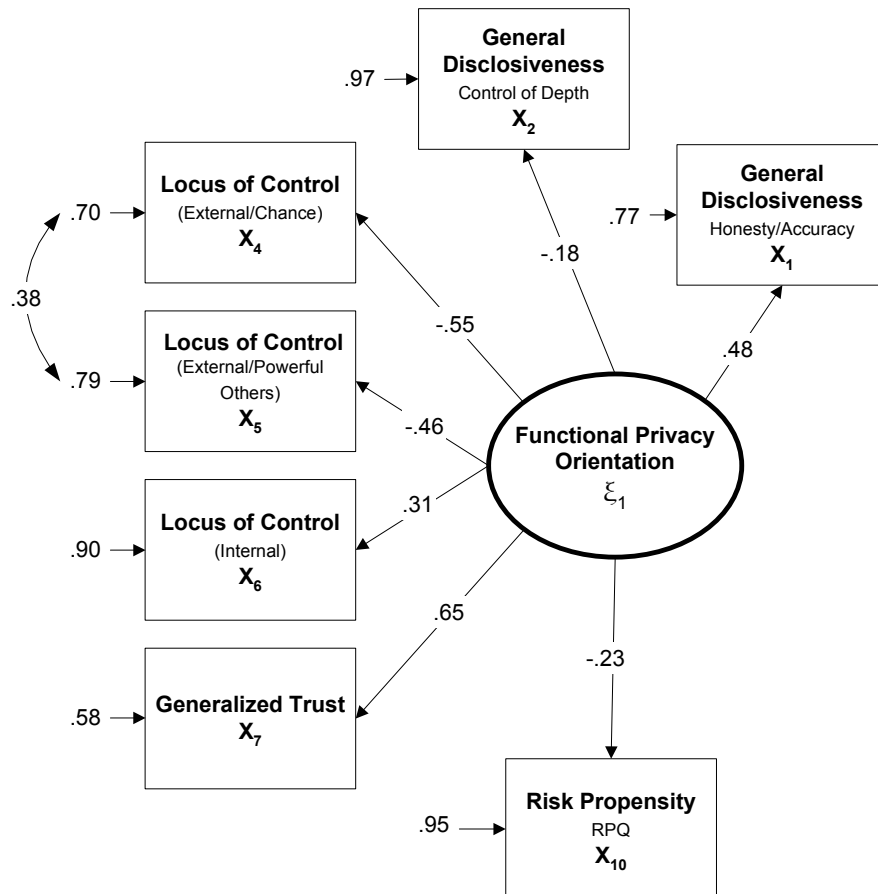 General
Disclosiveness
Control of Depth
X2
.97
General
Disclosiveness
Honesty/Accuracy
X1
.77
Locus of Control
(External/Chance)
X4
.70
-.18
.38
-.55
.48
Locus of Control
(External/Powerful
Others)
X5
.79
-.46
Functional Privacy
Orientation
ξ1
.31
Locus of Control
(Internal)
X6
.90
.65
-.23
Generalized Trust
X7
.58
Risk Propensity
RPQ
X10
.95